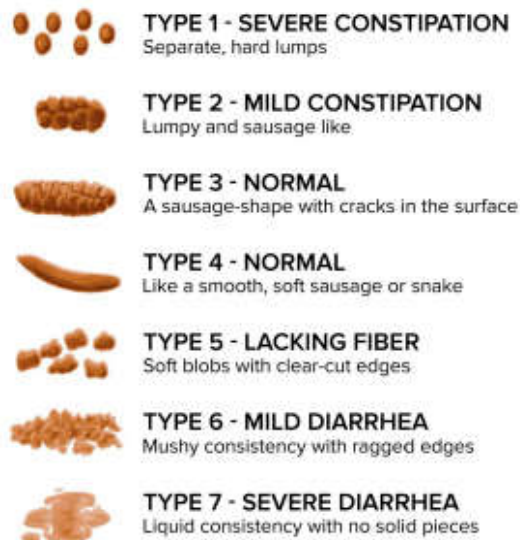 TYPE 1 - SEVERE CONSTIPATION
Separate, hard lumps
TYPE 2 - MILD CONSTIPATION
Lumpy and sausage like
TYPE 3 - NORMAL
A sausage-shape with cracks in the surface
TYPE 4 - NORMAL
Like a smooth, soft sausage or snake
TYPE 5 - LACKING FIBER
Soft blobs with clear-cut edges
TYPE 6 - MILD DIARRHEA
Mushy consistency with ragged edges
TYPE 7 - SEVERE DIARRHEA
Liquid consistency with no solid pieces